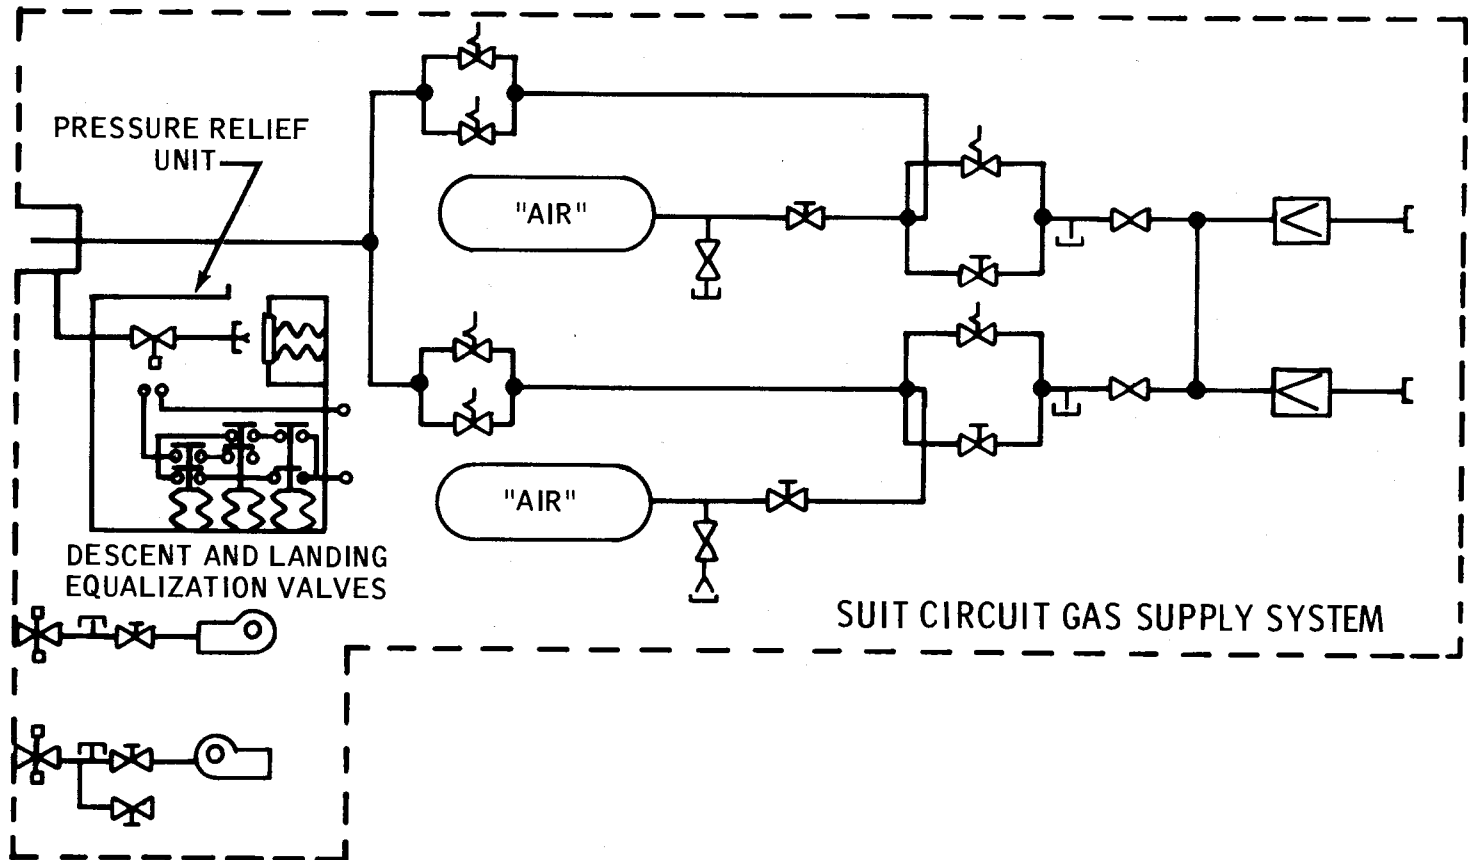 PRESSURE RELIEF
UNIT
"AIR"
"AIR"
DESCENT AND LANDING
EQUALIZATION VALVES
SUIT CIRCUIT GAS SUPPLY SYSTEM